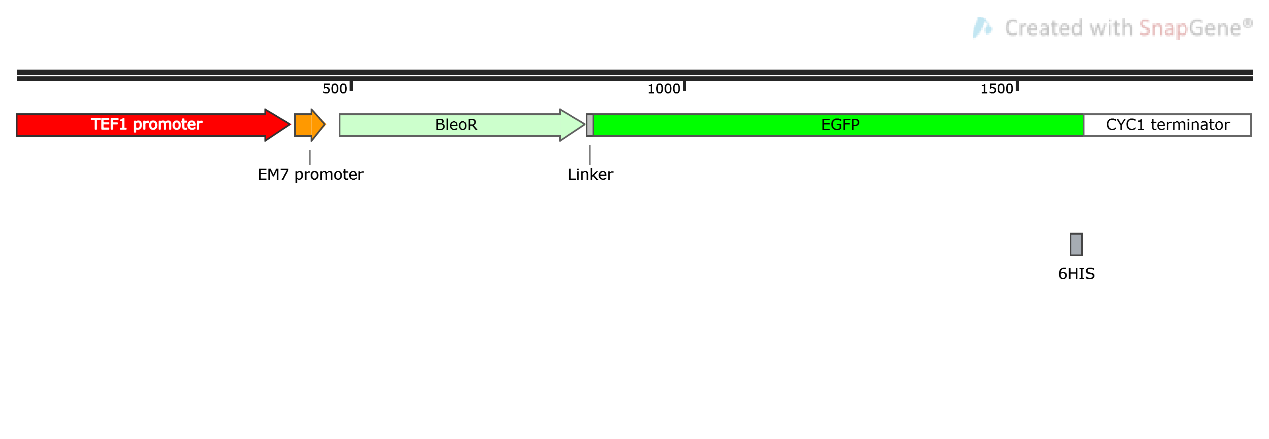 Created with SnapGene®
500
1000
1500
TEF1 promoter
BleoR
EGFP
CYC1 terminator
EM7 promoter
Linker
6HIS